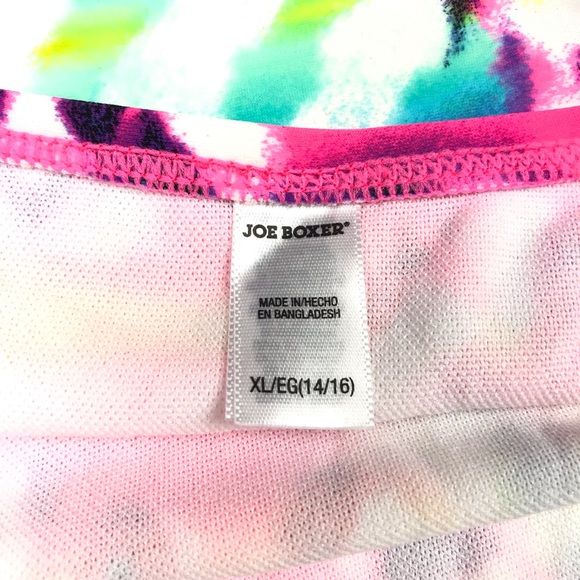 JOE BOXER®
MADE IN/HECHO
EN BANGLADESH
XL/EG(14/16)